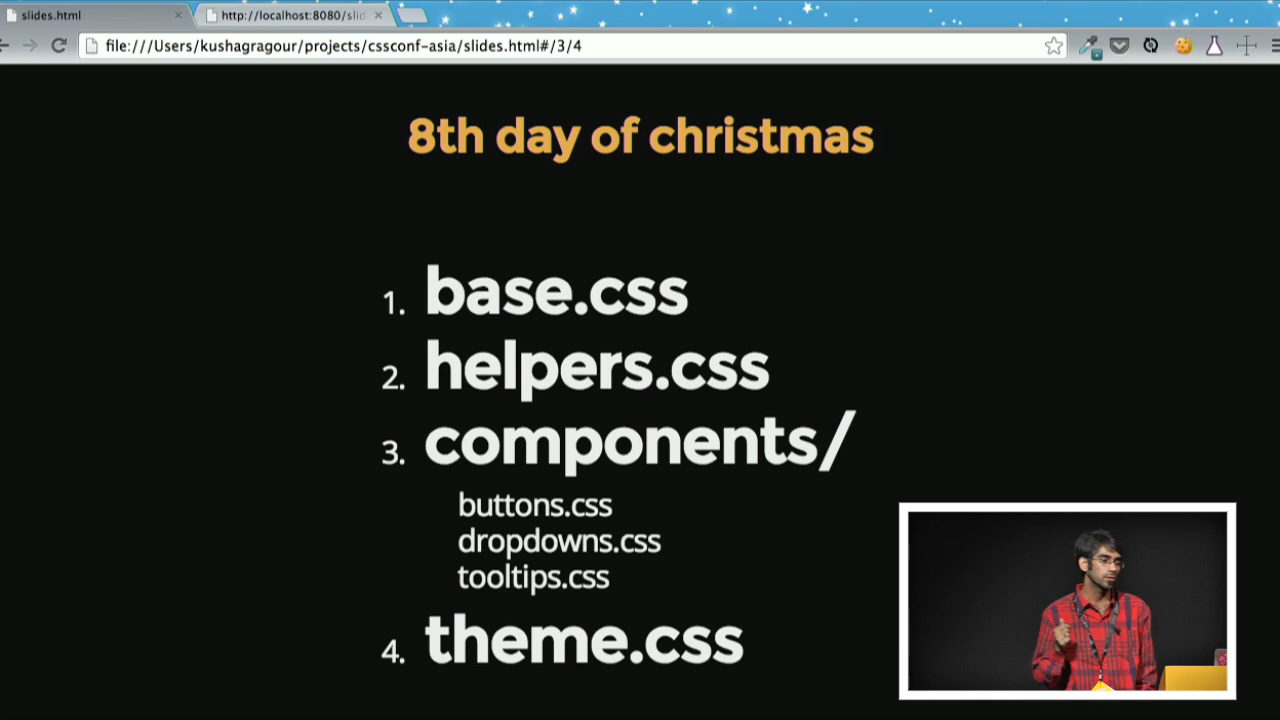 slides.html
http://localhost:8080/slid
file:///Users/kushagragour/projects/cssconf-asia/slides.html#/3/4
8th day of christmas
1. base.css
2. helpers.css
3. components/
buttons.css
dropdowns.css
tooltips.css
4. theme.css